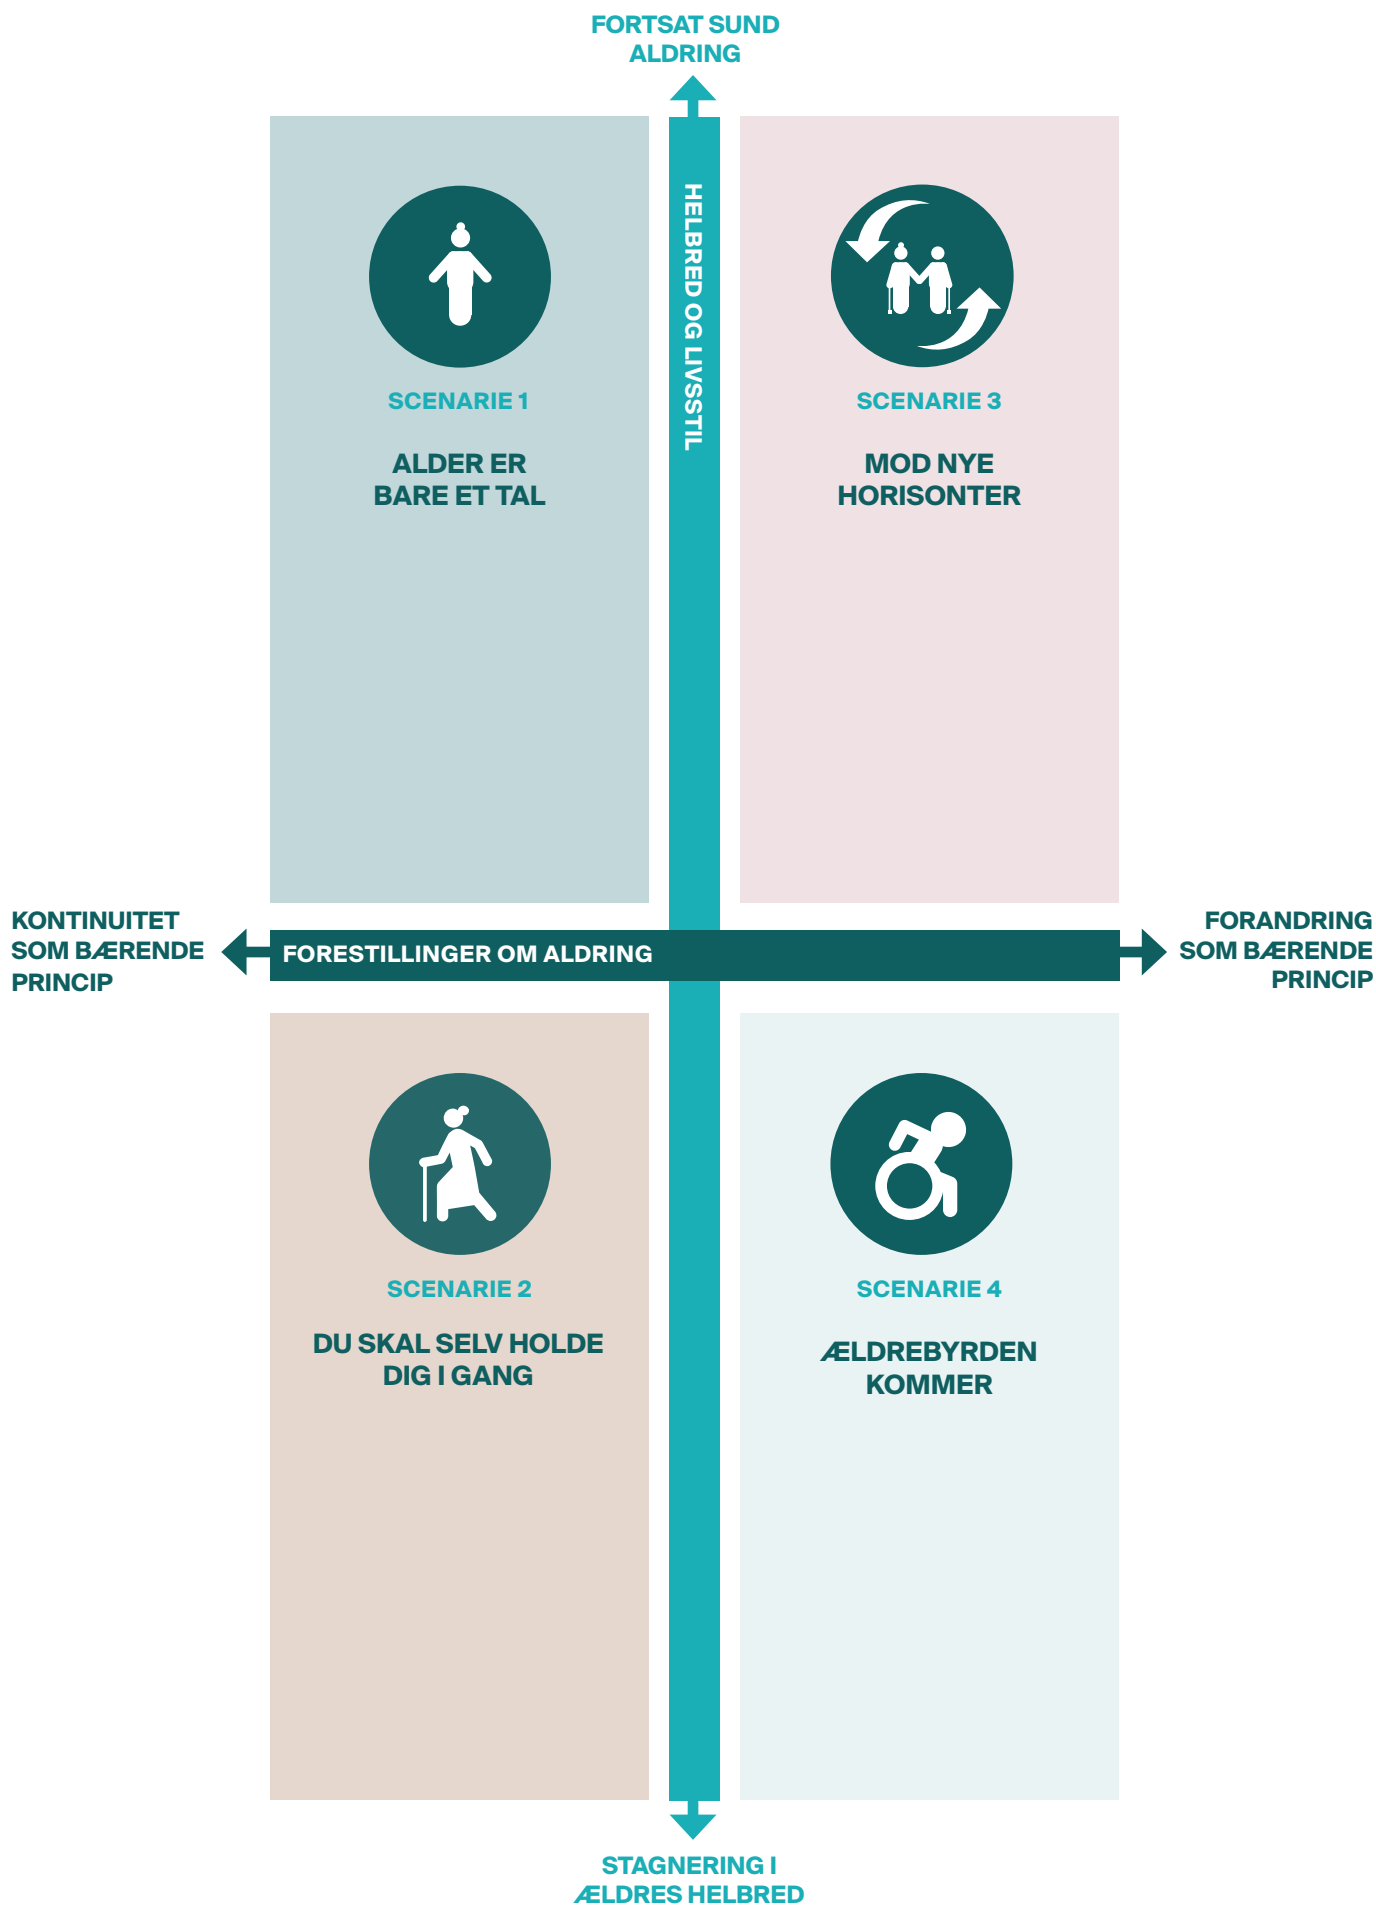 FORTSAT SUND
ALDRING
HELBRED OG LIVSSTIL
SCENARIE 1
ALDER ER
BARE ET TAL
SCENARIE 3
MOD NYE
HORISONTER
KONTINUITET
SOM BÆRENDE
PRINCIP
FORESTILLINGER OM ALDRING
FORANDRING
SOM BÆRENDE
PRINCIP
SCENARIE 2
DU SKAL SELV HOLDE
DIG I GANG
SCENARIE 4
ÆLDREBYRDEN
KOMMER
STAGNERING I
ÆLDRES HELBRED